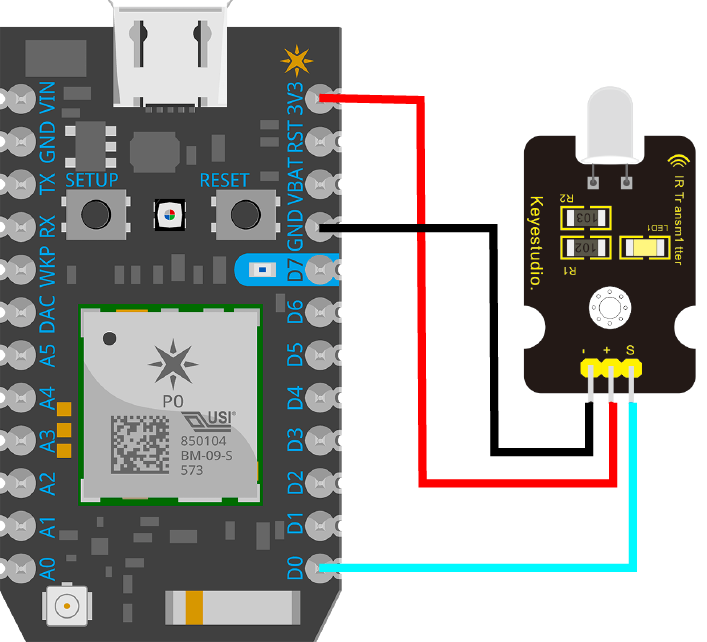 VIN
GND
TX
RX
WKP
DAC
A5
A4
A3
A2
A1
A0
SETUP
RESET
3V3
RST
VBAT
GND
D7
D6
D5
D4
D3
D2
D1
D0
P0
USI
850104
BM-09-S
573
IR Transm1tter
Keyestudio.
R2
103
102
R1
LED1
- + S